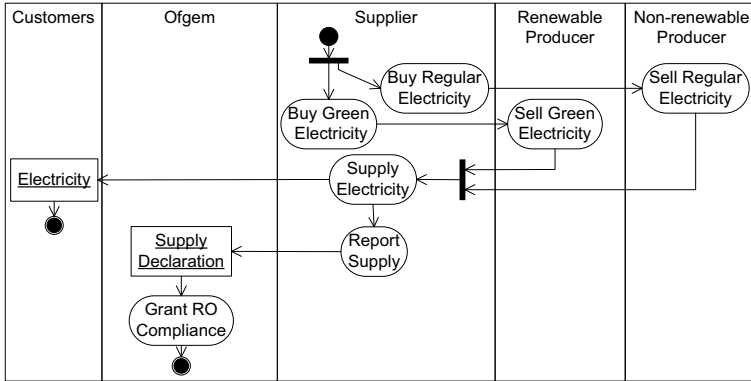 Customers
Ofgem
Supplier
Renewable
Producer
Non-renewable
Producer
Buy Regular
Electricity
Sell Regular
Electricity
Buy Green
Electricity
Sell Green
Electricity
Electricity
Supply
Electricity
Supply
Declaration
Report
Supply
Grant RO
Compliance